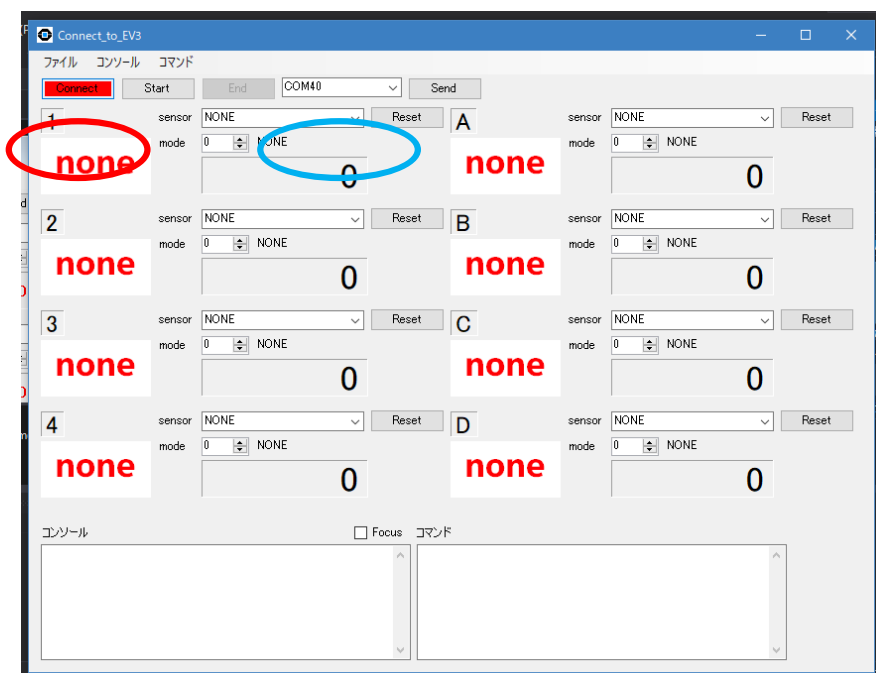 Connect_to_EV3
ファイル コンソール コマンド
Connect Start End COM40 Send
1 sensor NONE Reset A sensor NONE Reset
mode 0 NONE mode 0 NONE
none 0 none 0
2 sensor NONE Reset B sensor NONE Reset
mode 0 NONE mode 0 NONE
none 0 none 0
3 sensor NONE Reset C sensor NONE Reset
mode 0 NONE mode 0 NONE
none 0 none 0
4 sensor NONE Reset D sensor NONE Reset
mode 0 NONE mode 0 NONE
none 0 none 0
コンソール Focus コマンド